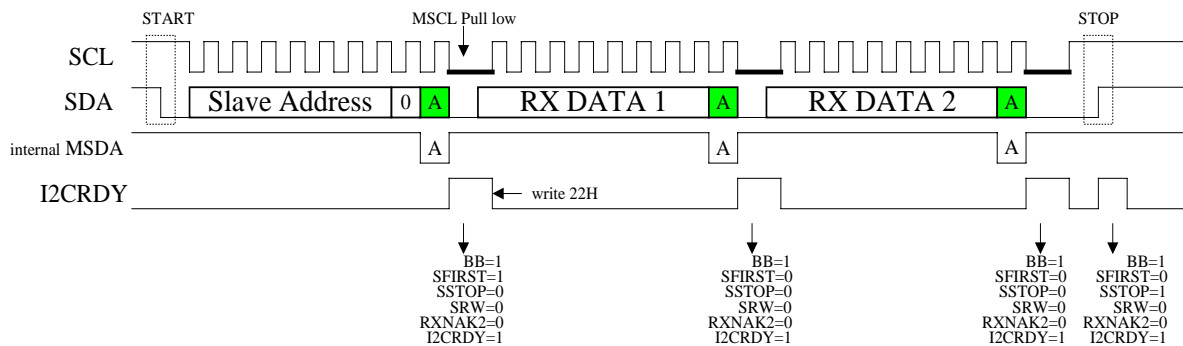 START
MSCL Pull low
STOP
SCL
SDA
Slave Address
0
A
RX DATA 1
A
RX DATA 2
A
internal MSDA
A
A
A
I2CRDY
write 22H
BB=1
SFIRST=1
SSTOP=0
SRW=0
RXNAK2=0
I2CRDY=1
BB=1
SFIRST=0
SSTOP=0
SRW=0
RXNAK2=0
I2CRDY=1
BB=1
SFIRST=0
SSTOP=0
SRW=0
RXNAK2=0
I2CRDY=1
BB=1
SFIRST=0
SSTOP=1
SRW=0
RXNAK2=0
I2CRDY=1